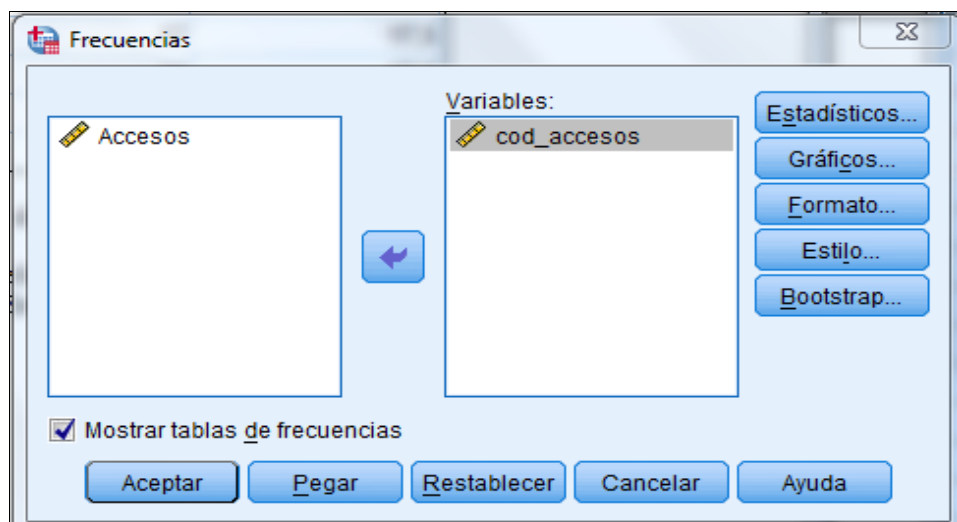 Frecuencias
Variables:
Accesos
cod_accesos
Estadísticos...
Gráficos...
Formato...
Estilo...
Bootstrap...
Mostrar tablas de frecuencias
Aceptar Pegar Restablecer Cancelar Ayuda